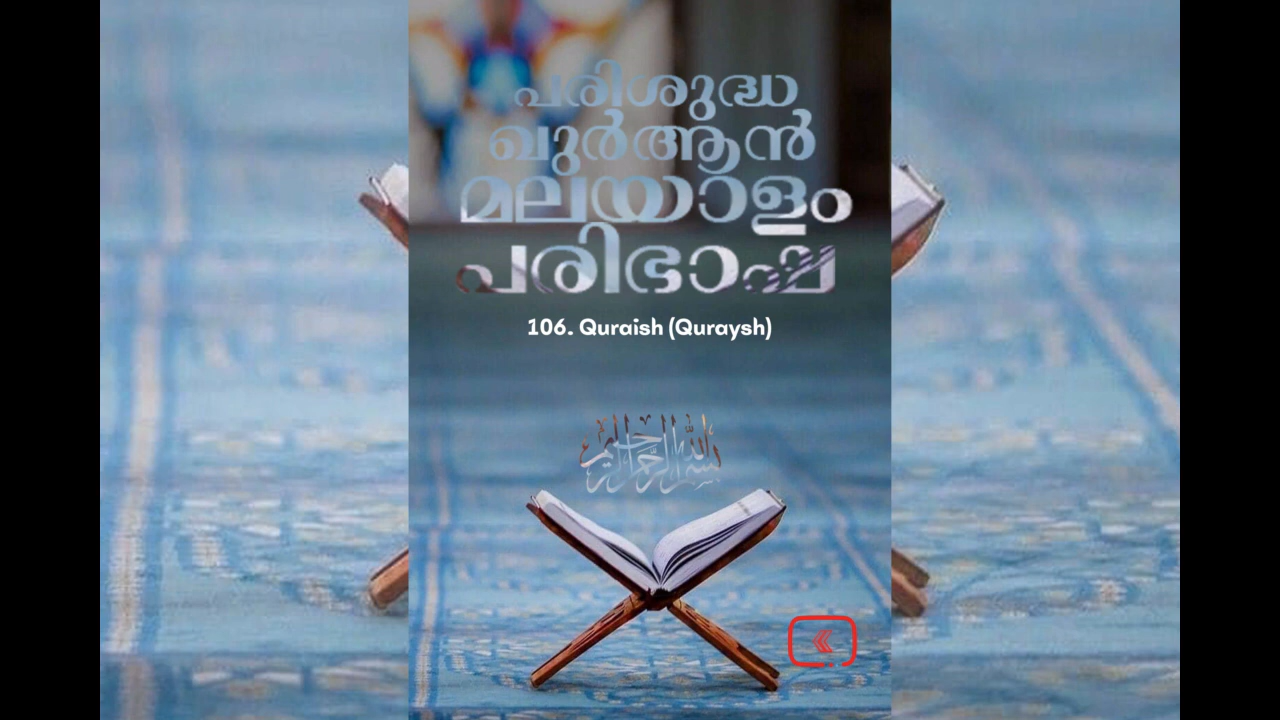 പരിശുദ്ധ
ഖുർആൻ
മലയാളം
പരിഭാഷ
106. Quraish (Quraysh)
بسم الله الرحمن الرحيم